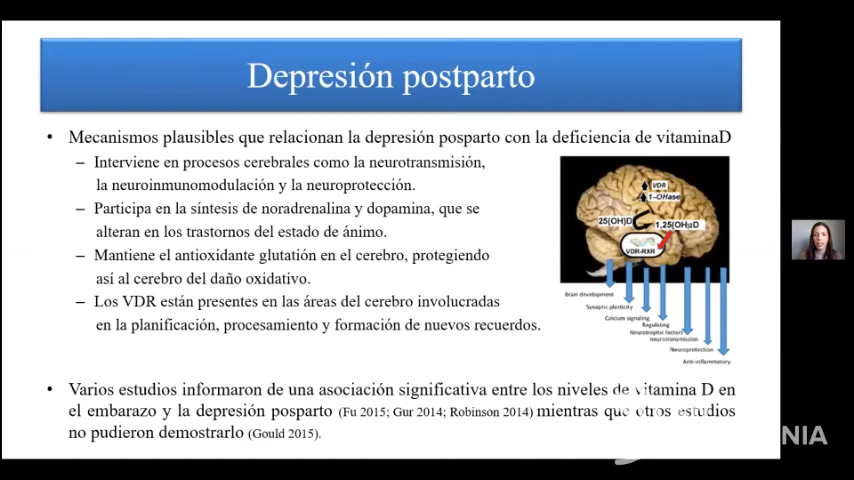 Depresión postparto
• Mecanismos plausibles que relacionan la depresión posparto con la deficiencia de vitaminaD
– Interviene en procesos cerebrales como la neurotransmisión,
la neuroinmunomodulación y la neuroprotección.
– Participa en la síntesis de noradrenalina y dopamina, que se
alteran en los trastornos del estado de ánimo.
– Mantiene el antioxidante glutatión en el cerebro, protegiendo
así al cerebro del daño oxidativo.
– Los VDR están presentes en las áreas del cerebro involucradas
en la planificación, procesamiento y formación de nuevos recuerdos.
VDR
1-OHase
25(OH)D
1,25(OH)2D
VDR-RXR
Brain development
Synaptic plasticity
Calcium signaling
Regulating
Neurotrophic factors
neurotransmission
Neuroprotection
Anti-inflammatory
• Varios estudios informaron de una asociación significativa entre los niveles de vitamina D en
el embarazo y la depresión posparto (Fu 2015; Gur 2014; Robinson 2014) mientras que otros estudios
no pudieron demostrarlo (Gould 2015).
NIA